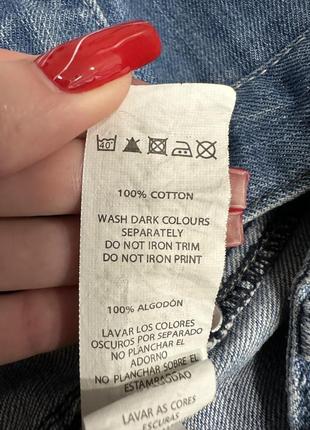 40°
100% COTTON
WASH DARK COLOURS
SEPARATELY
DO NOT IRON TRIM
DO NOT IRON PRINT
100% ALGODÓN
LAVAR LOS COLORES
OSCUROS POR SEPARADO
NO PLANCHAR EL
ADORNO
NO PLANCHAR SOBRE EL
ESTAMPADO
LAVAR AS CORES
ESCURAS